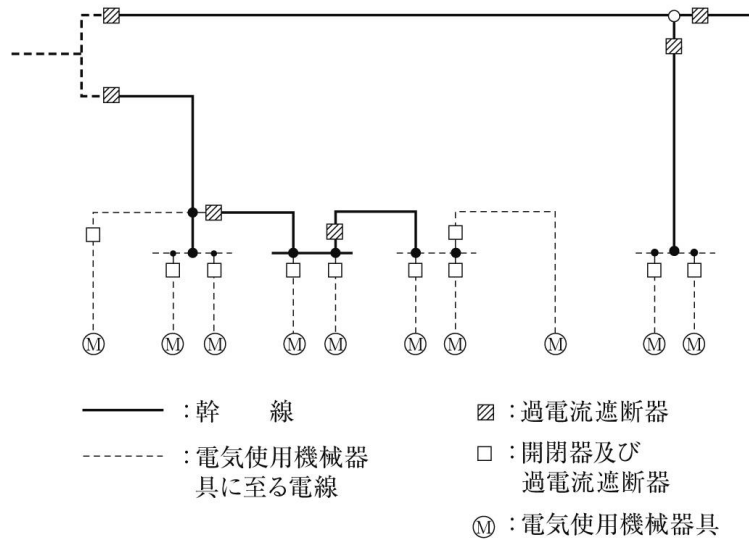 M M M M M M M M M M
：幹　　線
：電気使用機械器
具に至る電線
：過電流遮断器
：開閉器及び
過電流遮断器
M ：電気使用機械器具